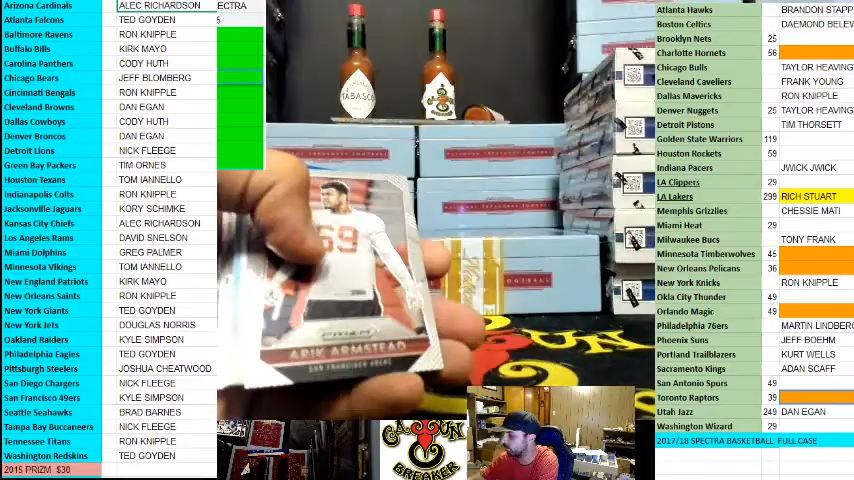 Arizona Cardinals ALEC RICHARDSON ECTRA
Atlanta Falcons TED GOYDEN 5
Baltimore Ravens RON KNIPPLE
Buffalo Bills KIRK MAYO
Carolina Panthers CODY HUTH
Chicago Bears JEFF BLOMBERG
Cincinnati Bengals RON KNIPPLE
Cleveland Browns DAN EGAN
Dallas Cowboys CODY HUTH
Denver Broncos DAN EGAN
Detroit Lions NICK FLEEGE
Green Bay Packers TIM ORNES
Houston Texans TOM IANNELLO
Indianapolis Colts RON KNIPPLE
Jacksonville Jaguars KORY SCHIMKE
Kansas City Chiefs ALEC RICHARDSON
Los Angeles Rams DAVID SNELSON
Miami Dolphins GREG PALMER
Minnesota Vikings TOM IANNELLO
New England Patriots KIRK MAYO
New Orleans Saints RON KNIPPLE
New York Giants TED GOYDEN
New York Jets DOUGLAS NORRIS
Oakland Raiders KYLE SIMPSON
Philadelphia Eagles TED GOYDEN
Pittsburgh Steelers JOSHUA CHEATWOOD
San Diego Chargers NICK FLEEGE
San Francisco 49ers KYLE SIMPSON
Seattle Seahawks BRAD BARNES
Tampa Bay Buccaneers NICK FLEEGE
Tennessee Titans RON KNIPPLE
Washington Redskins TED GOYDEN
2015 PRIZM $30
TABASCO
69
PRIZM
ARIK ARMSTEAD
SAN FRANCISCO 49ERS
CAJUN
BREAKER
Atlanta Hawks BRANDON STAPP
Boston Celtics DAEMOND BELEW
Brooklyn Nets 25
Charlotte Hornets 56
Chicago Bulls TAYLOR HEAVING
Cleveland Caveliers FRANK YOUNG
Dallas Mavericks RON KNIPPLE
Denver Nuggets 25 TAYLOR HEAVING
Detroit Pistons TIM THORSETT
Golden State Warriors 119
Houston Rockets 59
Indiana Pacers JWICK JWICK
LA Clippers 29
LA Lakers 299 RICH STUART
Memphis Grizzlies CHESSIE MATI
Miami Heat 29
Milwaukee Bucs TONY FRANK
Minnesota Timberwolves 45
New Orleans Pelicans 36
New York Knicks RON KNIPPLE
Okla City Thunder 49
Orlando Magic 49
Philadelphia 76ers MARTIN LINDBERG
Phoenix Suns JEFF BOEHM
Portland Trailblazers KURT WELLS
Sacramento Kings ADAN SCAFF
San Antonio Spurs 49
Toronto Raptors 39
Utah Jazz 249 DAN EGAN
Washington Wizard 29
2017/18 SPECTRA BASKETBALL FULL CASE